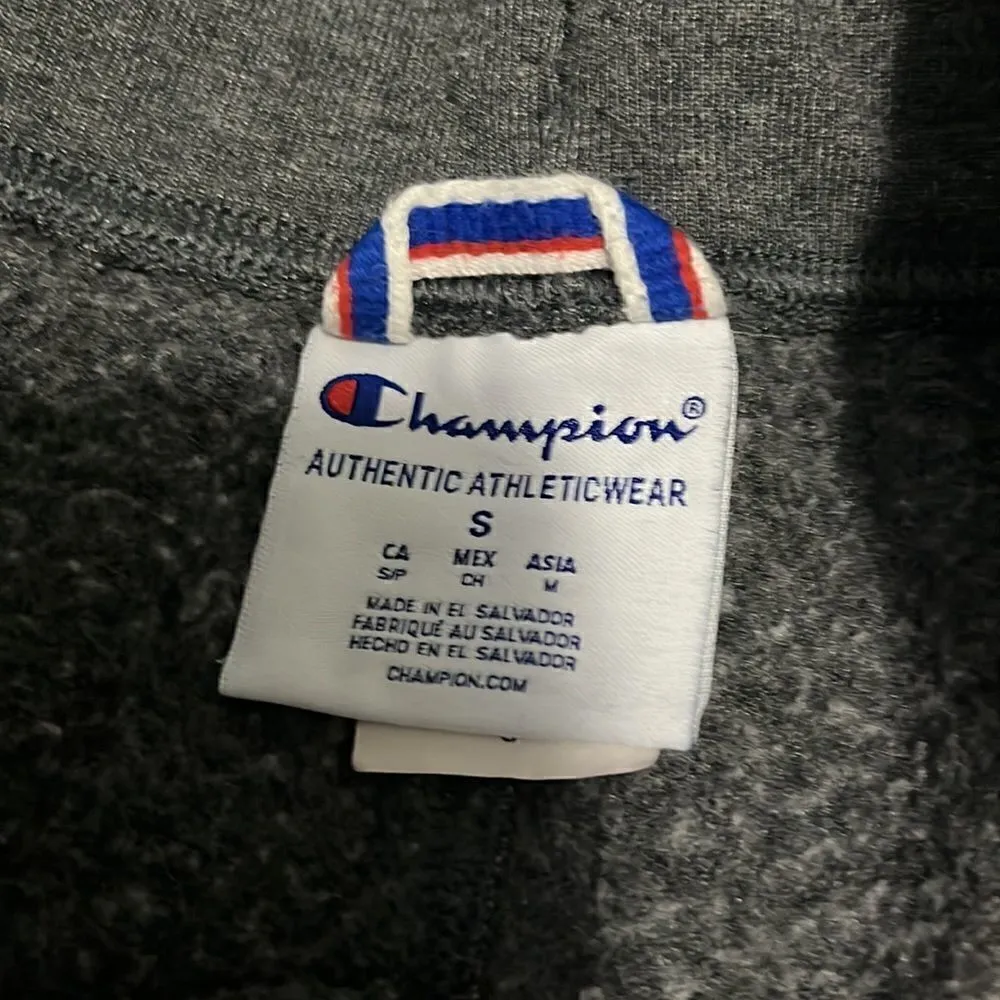 Champion®
AUTHENTIC ATHLETICWEAR
S
CA MEX ASIA
S/P CH M
MADE IN EL SALVADOR
FABRIQUÉ AU SALVADOR
HECHO EN EL SALVADOR
CHAMPION.COM